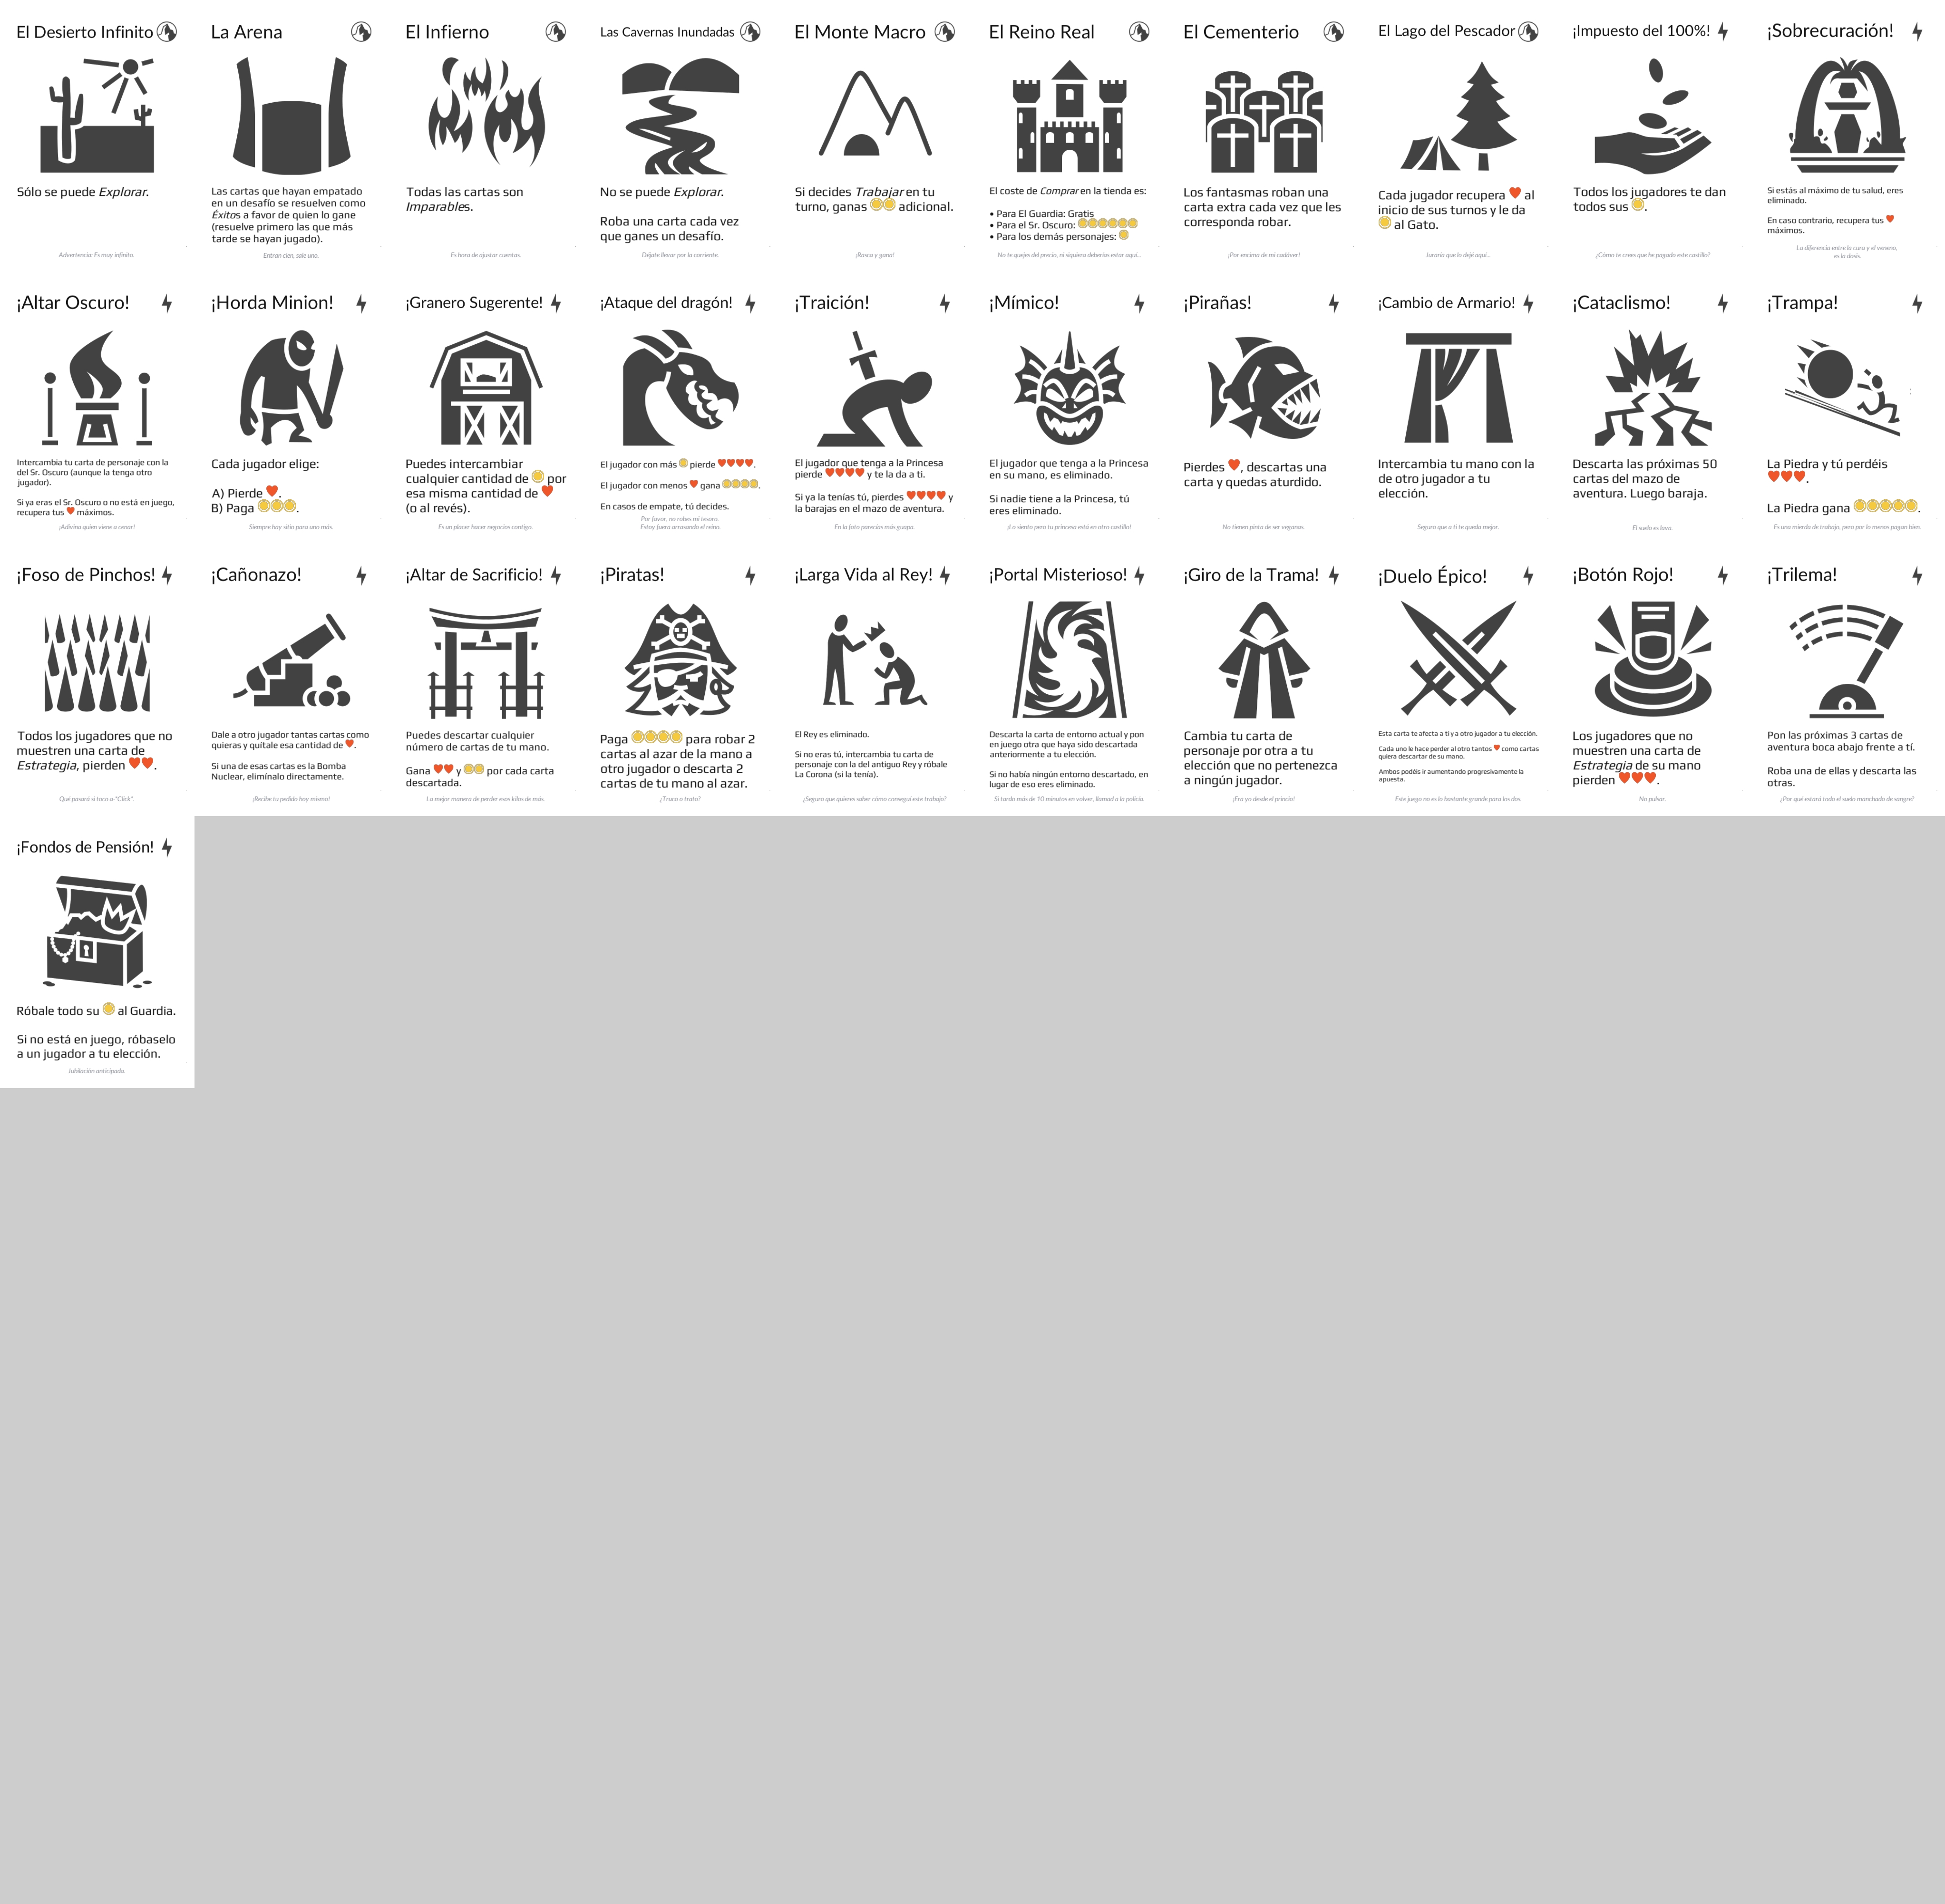 El Desierto Infinito
Sólo se puede Explorar.
Advertencia: Es muy infinito.
La Arena
Las cartas que hayan empatado
en un desafío se resuelven como
Éxitos a favor de quien lo gane
(resuelve primero las que más
tarde se hayan jugado).
Entran cien, sale uno.
El Infierno
Todas las cartas son
Imparables.
Es hora de ajustar cuentas.
Las Cavernas Inundadas
No se puede Explorar.
Roba una carta cada vez
que ganes un desafío.
Déjate llevar por la corriente.
El Monte Macro
Si decides Trabajar en tu
turno, ganas adicional.
¡Rasca y gana!
El Reino Real
El coste de Comprar en la tienda es:
• Para El Guardia: Gratis
• Para el Sr. Oscuro:
• Para los demás personajes:
No te quejes del precio, ni siquiera deberías estar aquí...
El Cementerio
Los fantasmas roban una
carta extra cada vez que les
corresponda robar.
¡Por encima de mi cadáver!
El Lago del Pescador
Cada jugador recupera al
inicio de sus turnos y le da
al Gato.
Juraría que lo dejé aquí...
¡Impuesto del 100%!
Todos los jugadores te dan
todos sus .
¿Cómo te crees que he pagado este castillo?
¡Sobrecuración!
Si estás al máximo de tu salud, eres
eliminado.
En caso contrario, recupera tus
máximos.
La diferencia entre la cura y el veneno,
es la dosis.
¡Altar Oscuro!
Intercambia tu carta de personaje con la
del Sr. Oscuro (aunque la tenga otro
jugador).
Si ya eras el Sr. Oscuro o no está en juego,
recupera tus máximos.
¡Adivina quien viene a cenar!
¡Horda Minion!
Cada jugador elige:
A) Pierde .
B) Paga .
Siempre hay sitio para uno más.
¡Granero Sugerente!
Puedes intercambiar
cualquier cantidad de por
esa misma cantidad de
(o al revés).
Es un placer hacer negocios contigo.
¡Ataque del dragón!
El jugador con más pierde .
El jugador con menos gana .
En casos de empate, tú decides.
Por favor, no robes mi tesoro.
Estoy fuera arrasando el reino.
¡Traición!
El jugador que tenga a la Princesa
pierde y te la da a ti.
Si ya la tenías tú, pierdes y
la barajas en el mazo de aventura.
En la foto parecías más guapa.
¡Mímico!
El jugador que tenga a la Princesa
en su mano, es eliminado.
Si nadie tiene a la Princesa, tú
eres eliminado.
¡Lo siento pero tu princesa está en otro castillo!
¡Pirañas!
Pierdes , descartas una
carta y quedas aturdido.
No tienen pinta de ser veganas.
¡Cambio de Armario!
Intercambia tu mano con la
de otro jugador a tu
elección.
Seguro que a ti te queda mejor.
¡Cataclismo!
Descarta las próximas 50
cartas del mazo de
aventura. Luego baraja.
El suelo es lava.
¡Trampa!
La Piedra y tú perdéis
.
La Piedra gana .
Es una mierda de trabajo, pero por lo menos pagan bien.
¡Foso de Pinchos!
Todos los jugadores que no
muestren una carta de
Estrategia, pierden .
Qué pasará si toco a-"Click".
¡Cañonazo!
Dale a otro jugador tantas cartas como
quieras y quítale esa cantidad de .
Si una de esas cartas es la Bomba
Nuclear, elimínalo directamente.
¡Recibe tu pedido hoy mismo!
¡Altar de Sacrificio!
Puedes descartar cualquier
número de cartas de tu mano.
Gana y por cada carta
descartada.
La mejor manera de perder esos kilos de más.
¡Piratas!
Paga para robar 2
cartas al azar de la mano a
otro jugador o descarta 2
cartas de tu mano al azar.
¿Truco o trato?
¡Larga Vida al Rey!
El Rey es eliminado.
Si no eras tú, intercambia tu carta de
personaje con la del antiguo Rey y róbale
La Corona (si la tenía).
¿Seguro que quieres saber cómo conseguí este trabajo?
¡Portal Misterioso!
Descarta la carta de entorno actual y pon
en juego otra que haya sido descartada
anteriormente a tu elección.
Si no había ningún entorno descartado, en
lugar de eso eres eliminado.
Si tardo más de 10 minutos en volver, llamad a la policía.
¡Giro de la Trama!
Cambia tu carta de
personaje por otra a tu
elección que no pertenezca
a ningún jugador.
¡Era yo desde el princio!
¡Duelo Épico!
Esta carta te afecta a ti y a otro jugador a tu elección.
Cada uno le hace perder al otro tantos como cartas
quiera descartar de su mano.
Ambos podéis ir aumentando progresivamente la
apuesta.
Este juego no es lo bastante grande para los dos.
¡Botón Rojo!
Los jugadores que no
muestren una carta de
Estrategia de su mano
pierden .
No pulsar.
¡Trilema!
Pon las próximas 3 cartas de
aventura boca abajo frente a tí.
Roba una de ellas y descarta las
otras.
¿Por qué estará todo el suelo manchado de sangre?
¡Fondos de Pensión!
Róbale todo su al Guardia.
Si no está en juego, róbaselo
a un jugador a tu elección.
Jubilación anticipada.